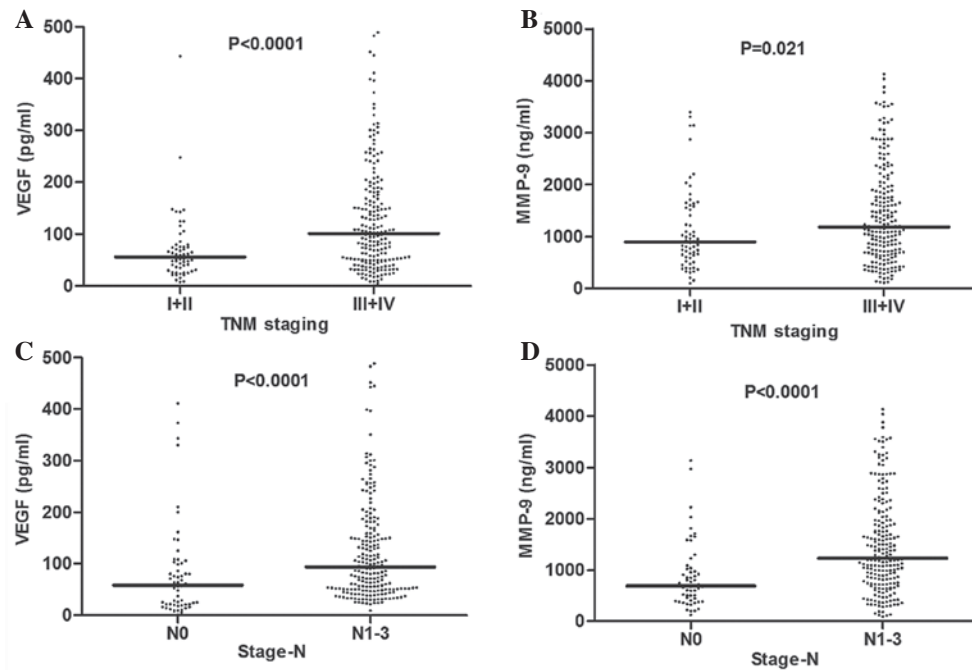 A
P<0.0001
VEGF (pg/ml)
500
400
300
200
100
0
I+II
III+IV
TNM staging
B
P=0.021
MMP-9 (ng/ml)
5000
4000
3000
2000
1000
0
I+II
III+IV
TNM staging
C
P<0.0001
VEGF (pg/ml)
500
400
300
200
100
0
N0
N1-3
Stage-N
D
P<0.0001
MMP-9 (ng/ml)
5000
4000
3000
2000
1000
0
N0
N1-3
Stage-N